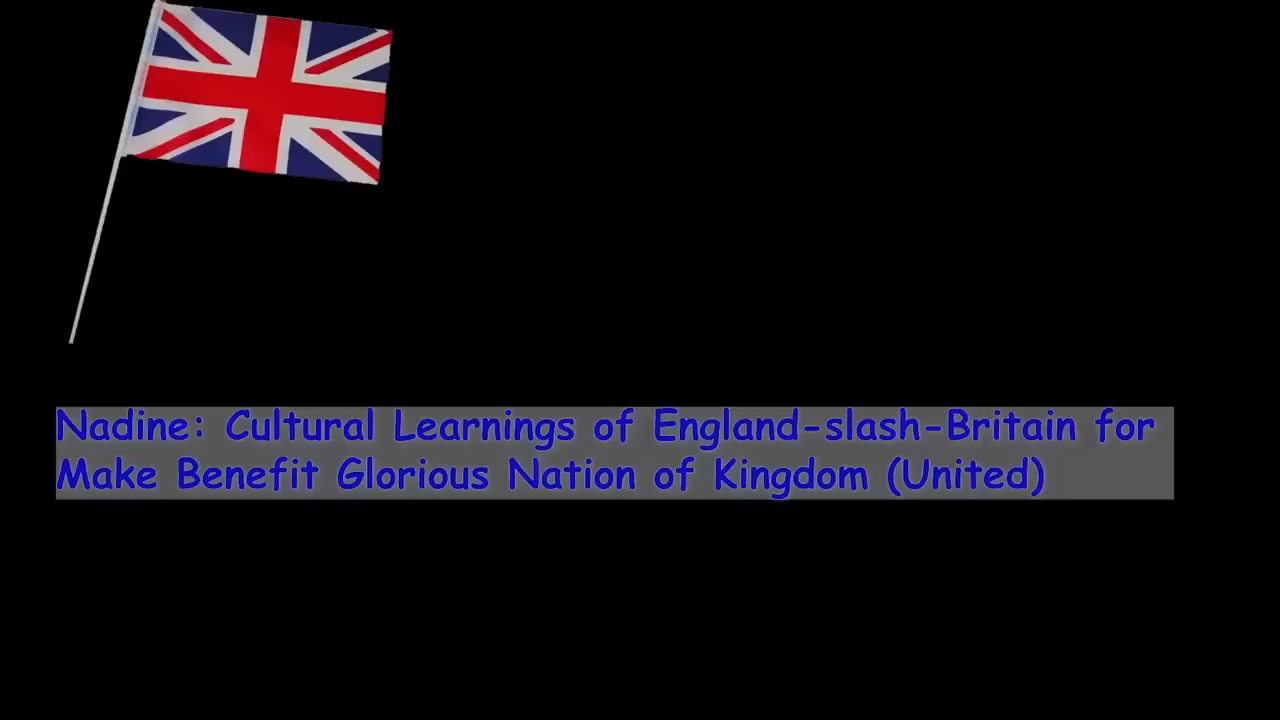 Nadine: Cultural Learnings of England-slash-Britain for
Make Benefit Glorious Nation of Kingdom (United)